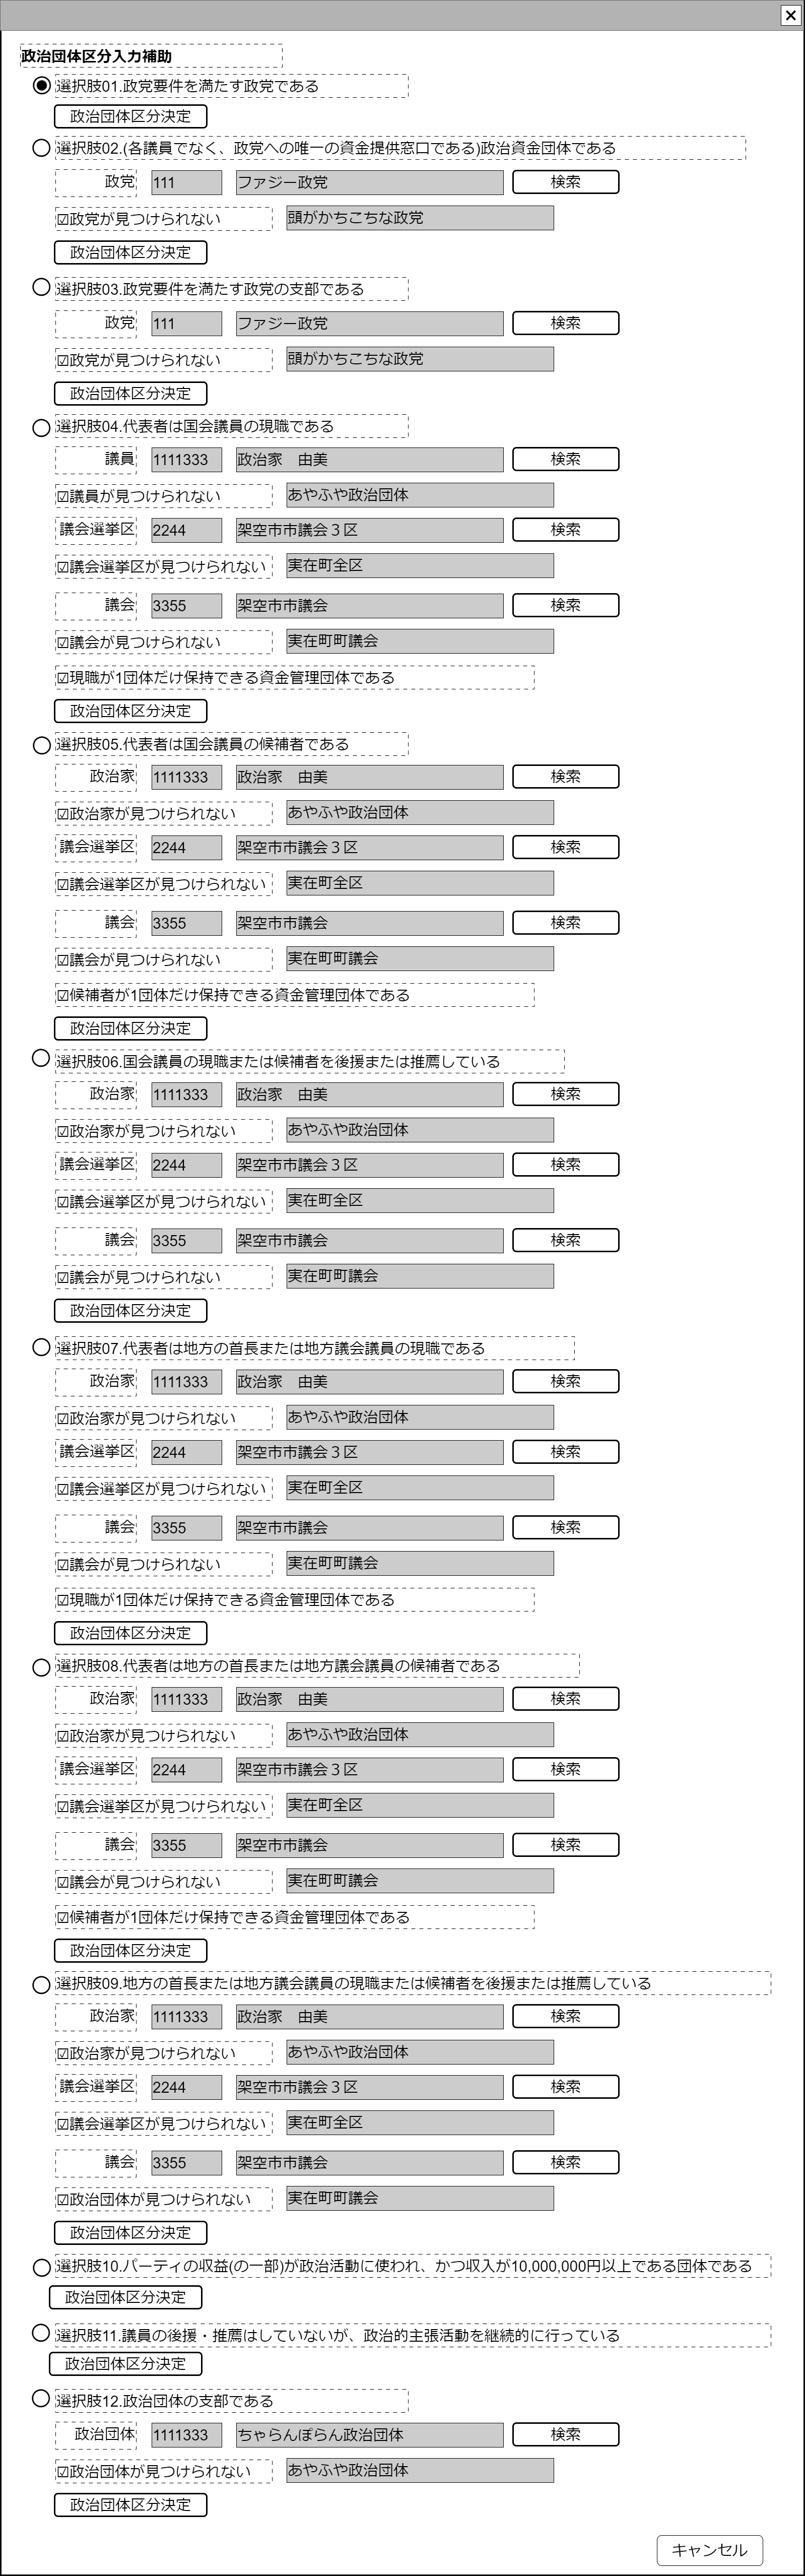 政治団体区分入力補助
選択肢01.政党要件を満たす政党である
政治団体区分決定
選択肢02.(各議員でなく、政党への唯一の資金提供窓口である)政治資金団体である
政党 111 ファジー政党 検索
☑政党が見つけられない 頭がかちこちな政党
政治団体区分決定
選択肢03.政党要件を満たす政党の支部である
政党 111 ファジー政党 検索
☑政党が見つけられない 頭がかちこちな政党
政治団体区分決定
選択肢04.代表者は国会議員の現職である
議員 1111333 政治家　由美 検索
☑議員が見つけられない あやふや政治団体
議会選挙区 2244 架空市市議会３区 検索
☑議会選挙区が見つけられない 実在町全区
議会 3355 架空市市議会 検索
☑議会が見つけられない 実在町町議会
☑現職が1団体だけ保持できる資金管理団体である
政治団体区分決定
選択肢05.代表者は国会議員の候補者である
政治家 1111333 政治家　由美 検索
☑政治家が見つけられない あやふや政治団体
議会選挙区 2244 架空市市議会３区 検索
☑議会選挙区が見つけられない 実在町全区
議会 3355 架空市市議会 検索
☑議会が見つけられない 実在町町議会
☑候補者が1団体だけ保持できる資金管理団体である
政治団体区分決定
選択肢06.国会議員の現職または候補者を後援または推薦している
政治家 1111333 政治家　由美 検索
☑政治家が見つけられない あやふや政治団体
議会選挙区 2244 架空市市議会３区 検索
☑議会選挙区が見つけられない 実在町全区
議会 3355 架空市市議会 検索
☑議会が見つけられない 実在町町議会
政治団体区分決定
選択肢07.代表者は地方の首長または地方議会議員の現職である
政治家 1111333 政治家　由美 検索
☑政治家が見つけられない あやふや政治団体
議会選挙区 2244 架空市市議会３区 検索
☑議会選挙区が見つけられない 実在町全区
議会 3355 架空市市議会 検索
☑議会が見つけられない 実在町町議会
☑現職が1団体だけ保持できる資金管理団体である
政治団体区分決定
選択肢08.代表者は地方の首長または地方議会議員の候補者である
政治家 1111333 政治家　由美 検索
☑政治家が見つけられない あやふや政治団体
議会選挙区 2244 架空市市議会３区 検索
☑議会選挙区が見つけられない 実在町全区
議会 3355 架空市市議会 検索
☑議会が見つけられない 実在町町議会
☑候補者が1団体だけ保持できる資金管理団体である
政治団体区分決定
選択肢09.地方の首長または地方議会議員の現職または候補者を後援または推薦している
政治家 1111333 政治家　由美 検索
☑政治家が見つけられない あやふや政治団体
議会選挙区 2244 架空市市議会３区 検索
☑議会選挙区が見つけられない 実在町全区
議会 3355 架空市市議会 検索
☑政治団体が見つけられない 実在町町議会
政治団体区分決定
選択肢10.パーティの収益(の一部)が政治活動に使われ、かつ収入が10,000,000円以上である団体である
政治団体区分決定
選択肢11.議員の後援・推薦はしていないが、政治的主張活動を継続的に行っている
政治団体区分決定
選択肢12.政治団体の支部である
政治団体 1111333 ちゃらんぽらん政治団体 検索
☑政治団体が見つけられない あやふや政治団体
政治団体区分決定
キャンセル